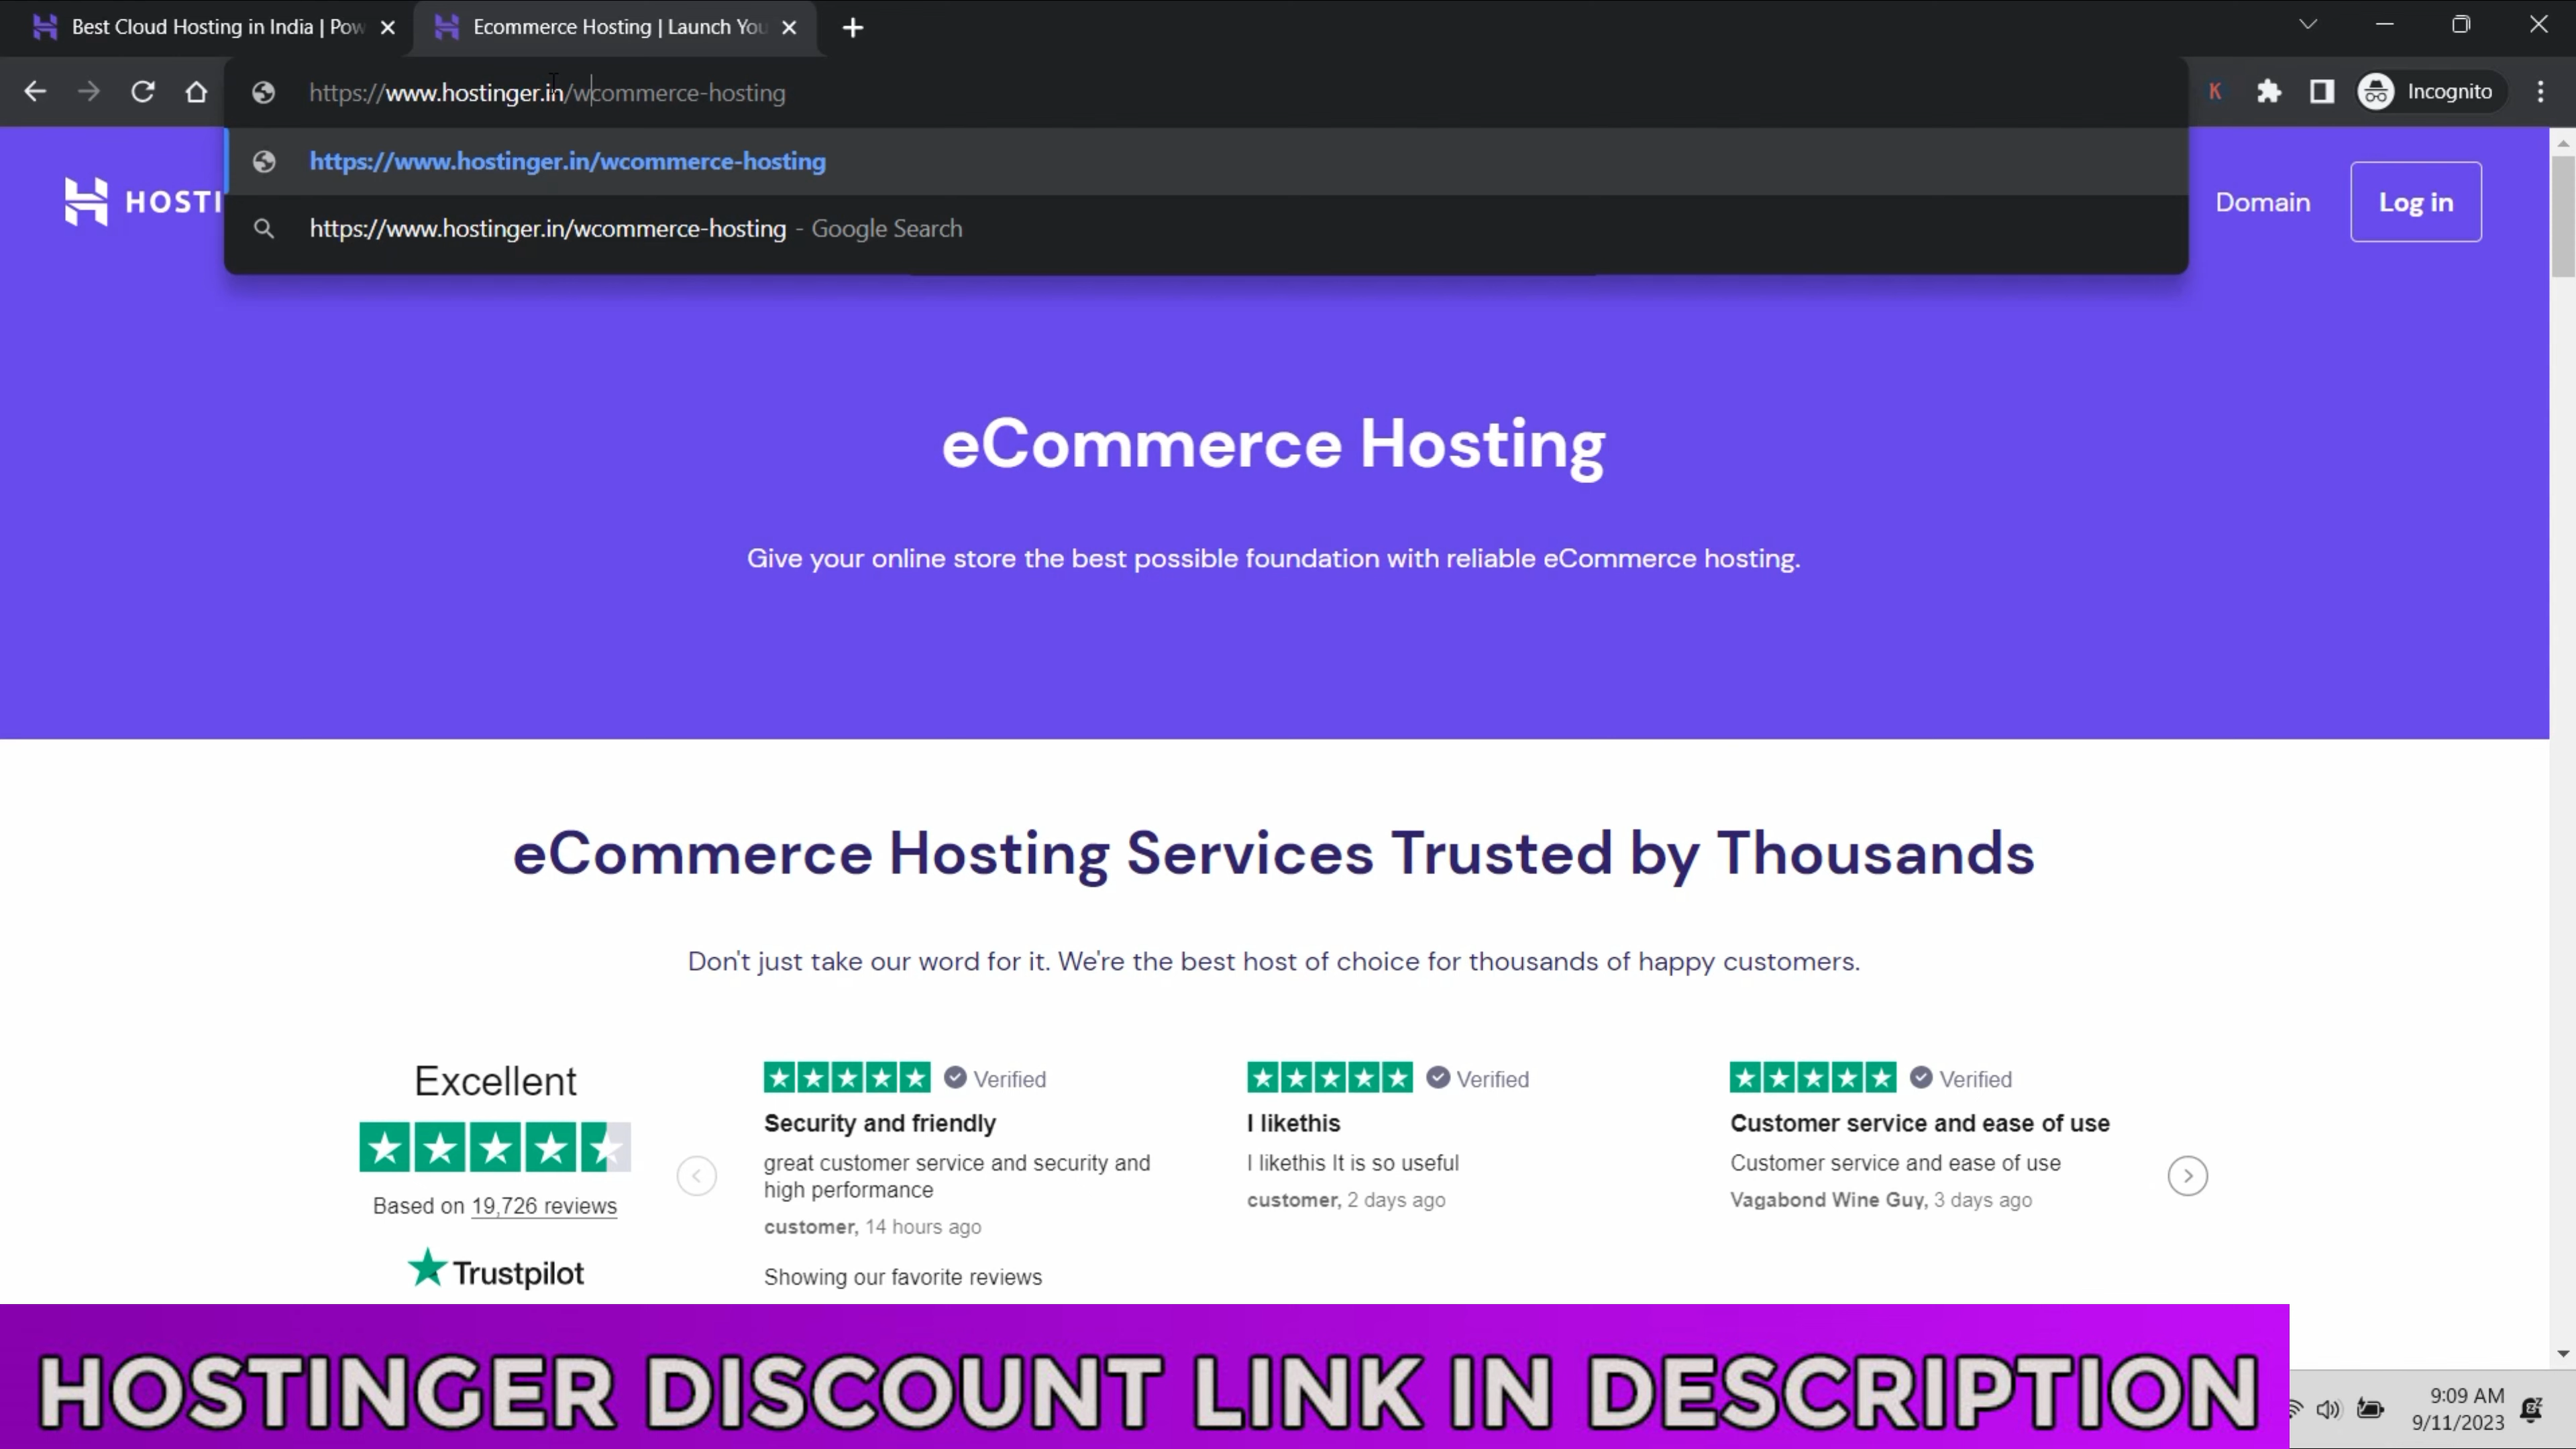 Best Cloud Hosting in India | Pow
Ecommerce Hosting | Launch You
https://www.hostinger.in/wcommerce-hosting
K
Incognito
https://www.hostinger.in/wcommerce-hosting
https://www.hostinger.in/wcommerce-hosting - Google Search
HOSTI
Domain
Log in
eCommerce Hosting
Give your online store the best possible foundation with reliable eCommerce hosting.
eCommerce Hosting Services Trusted by Thousands
Don't just take our word for it. We're the best host of choice for thousands of happy customers.
Excellent
Based on 19,726 reviews
Trustpilot
Verified
Security and friendly
great customer service and security and
high performance
customer, 14 hours ago
Showing our favorite reviews
Verified
I likethis
I likethis It is so useful
customer, 2 days ago
Verified
Customer service and ease of use
Customer service and ease of use
Vagabond Wine Guy, 3 days ago
HOSTINGER DISCOUNT LINK IN DESCRIPTION
9:09 AM
9/11/2023